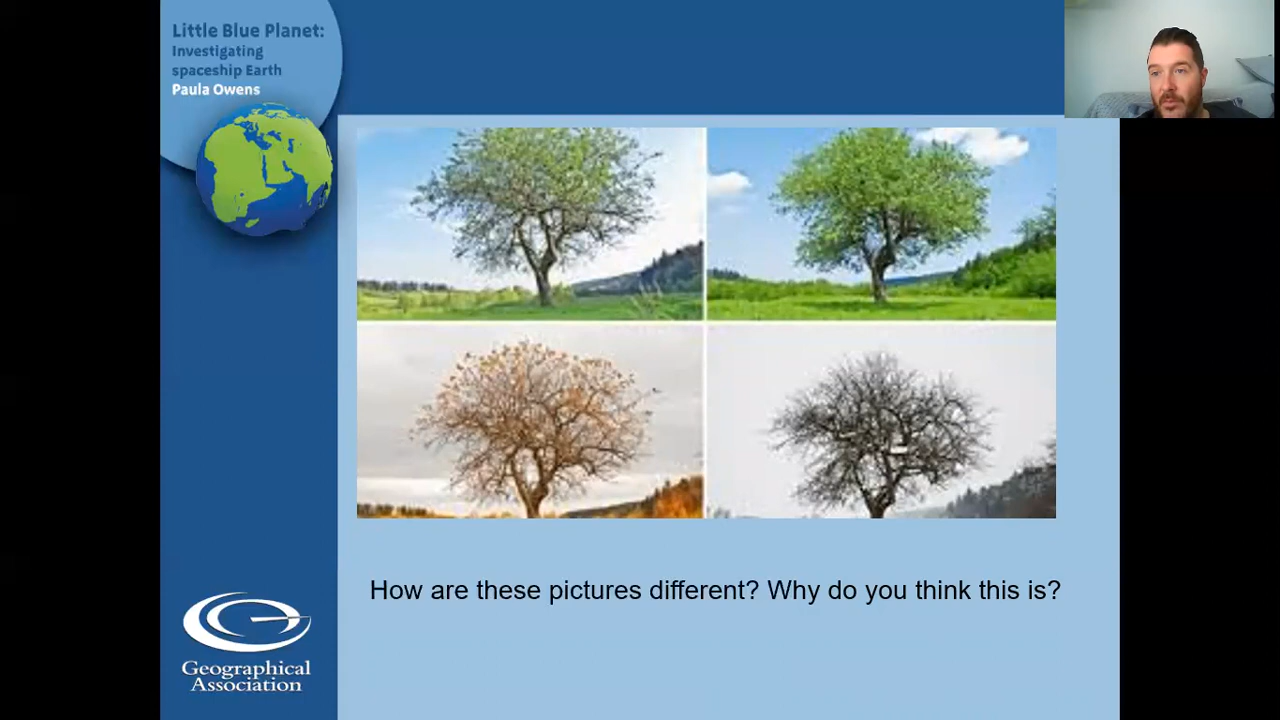 Little Blue Planet:
Investigating
spaceship Earth
Paula Owens
How are these pictures different? Why do you think this is?
Geographical
Association